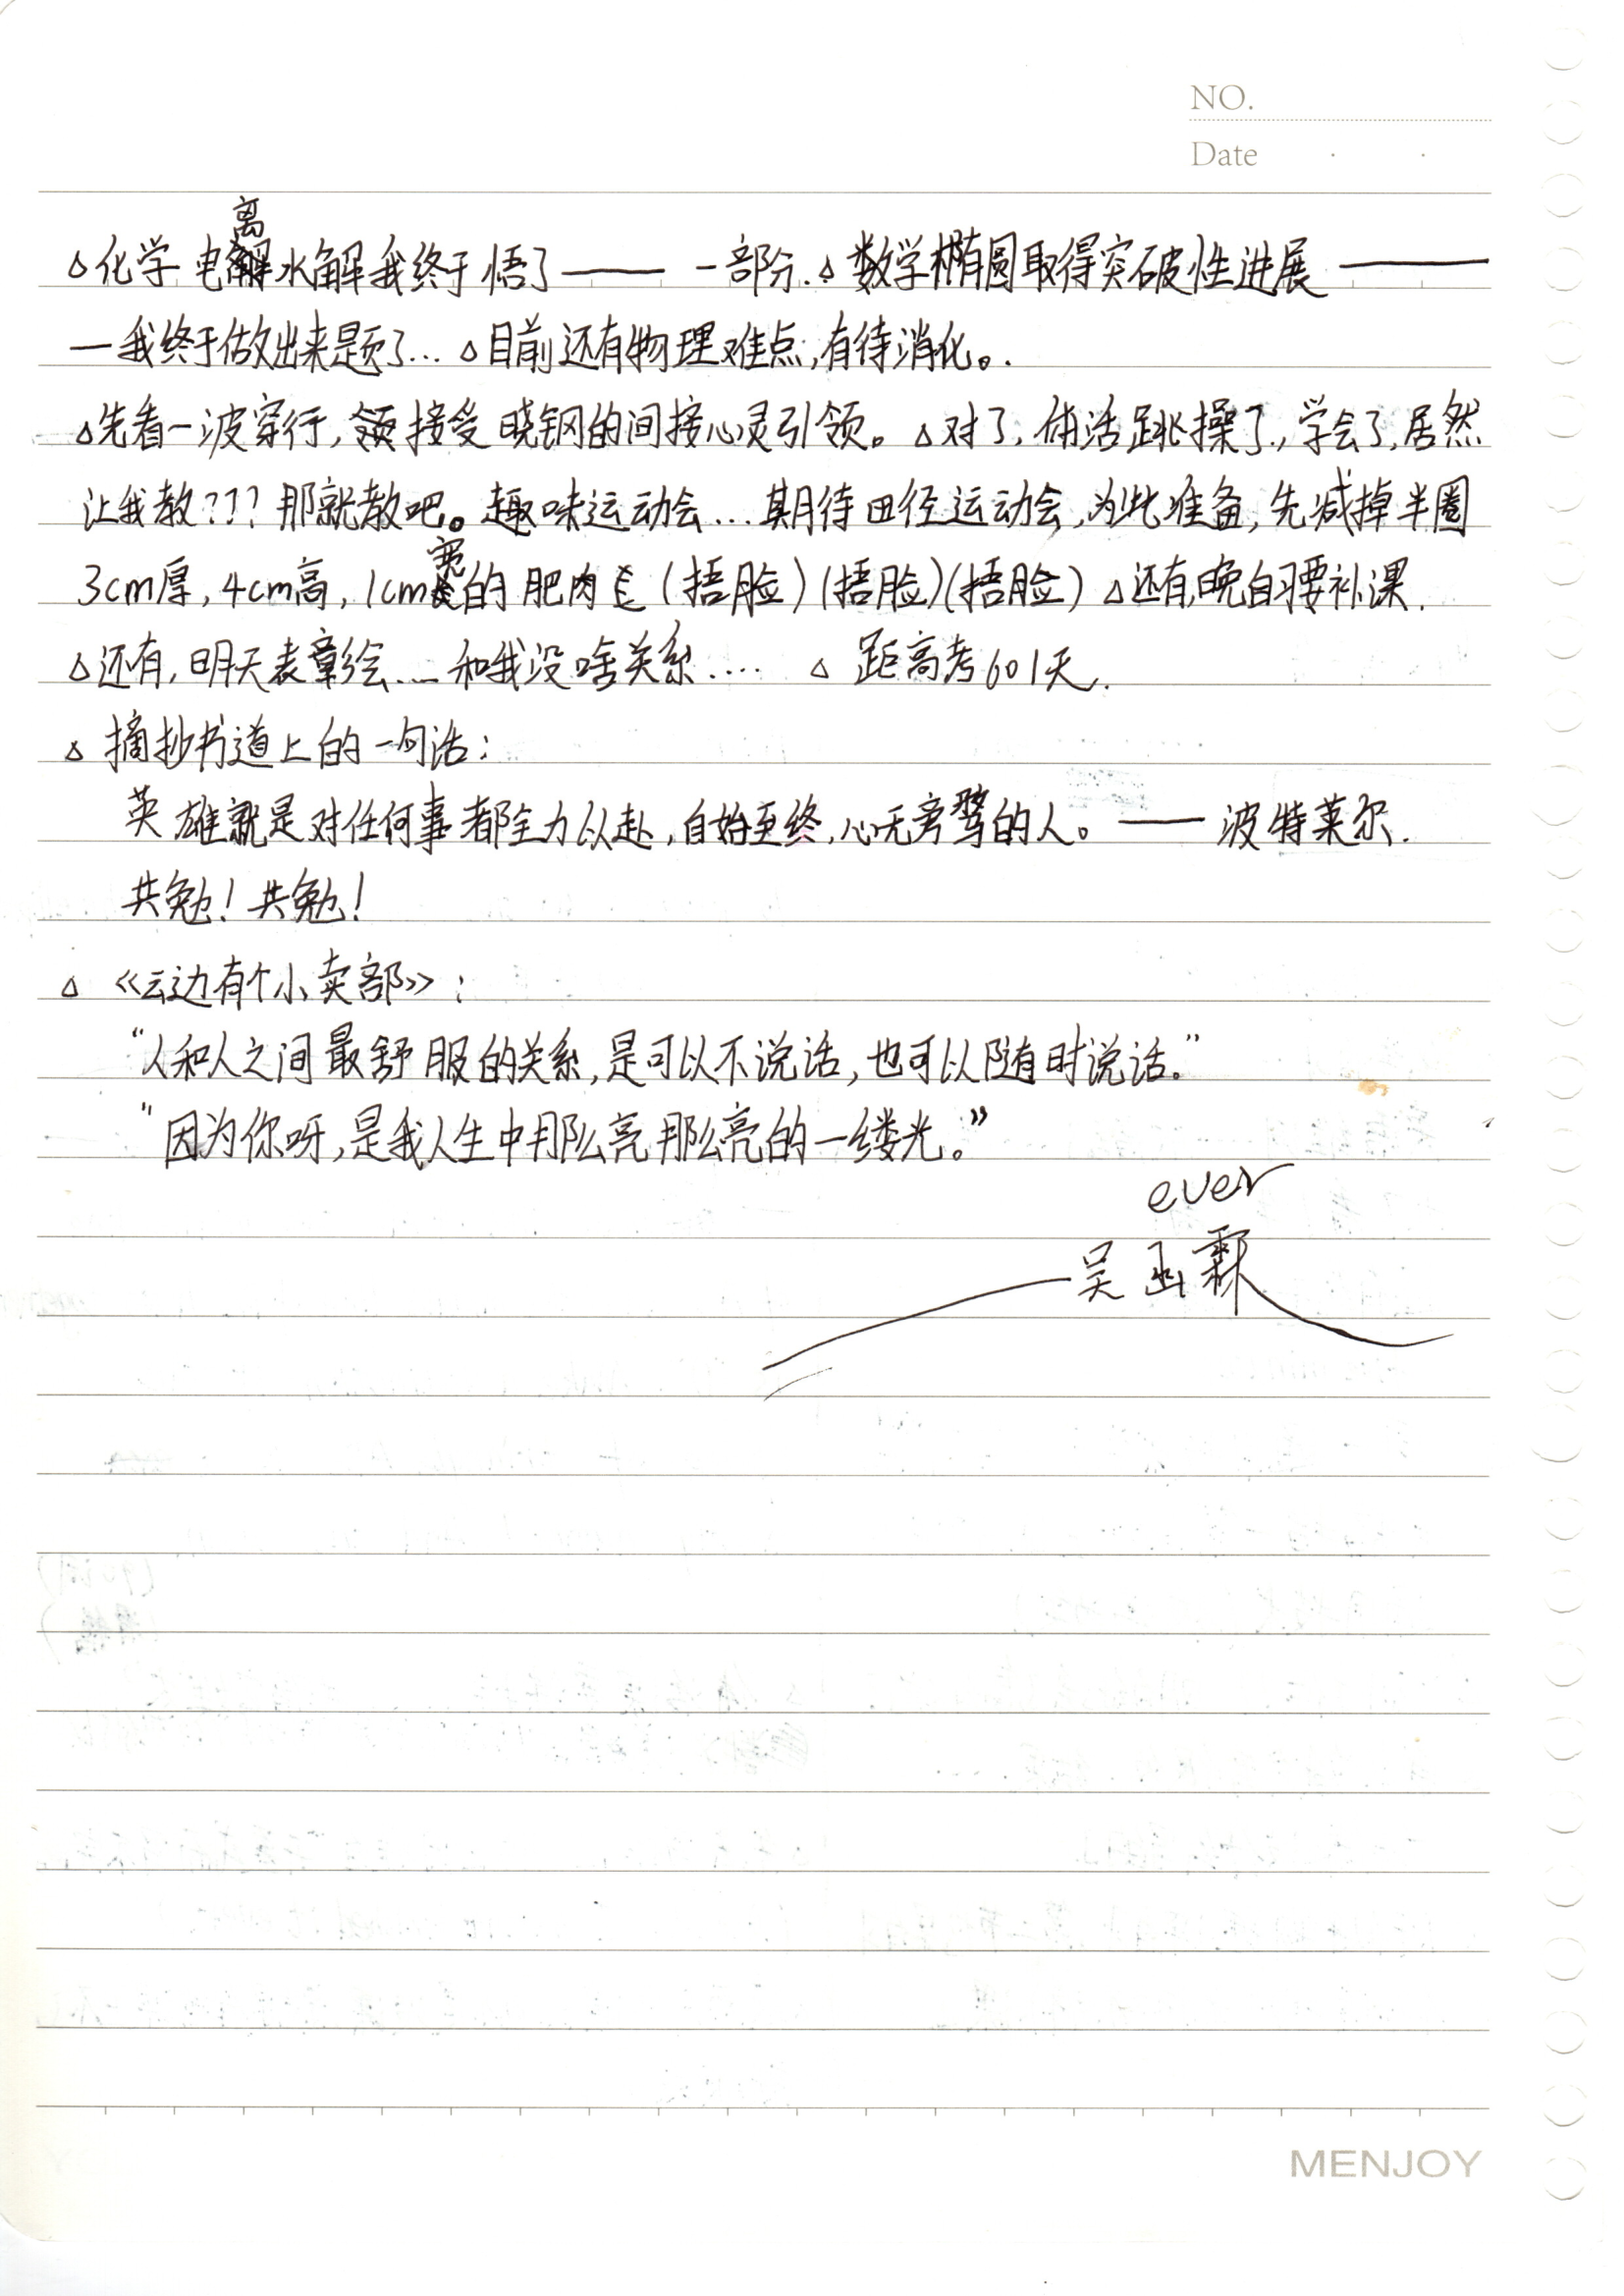 NO.
Date
△化学电离水解我终于悟了—— 一部分.△数学椭圆取得突破性进展——
—我终于做出来题了...△目前还有物理难点,有待消化。.
△先看一波穿行,接受晓钢的间接心灵引领。△对了,体活跳操了,学会了,居然
让我教???那就教吧。趣味运动会...期待田径运动会,为此准备,先减掉半圈
3cm厚,4cm高,1cm宽的肥肉(捂脸)(捂脸)(捂脸)△还有,晚自习要补课.
△还有,明天表彰会...和我没啥关系.... △ 距高考601天.
△ 摘抄书道上的一句话:
英雄就是对任何事都全力以赴,自始至终,心无旁骛的人。——波特莱尔.
共勉!共勉!
△ 《云边有个小卖部》:
“人和人之间最舒服的关系,是可以不说话,也可以随时说话。”
“因为你呀,是我人生中那么亮那么亮的一缕光。”
ever
吴函霖
MENJOY